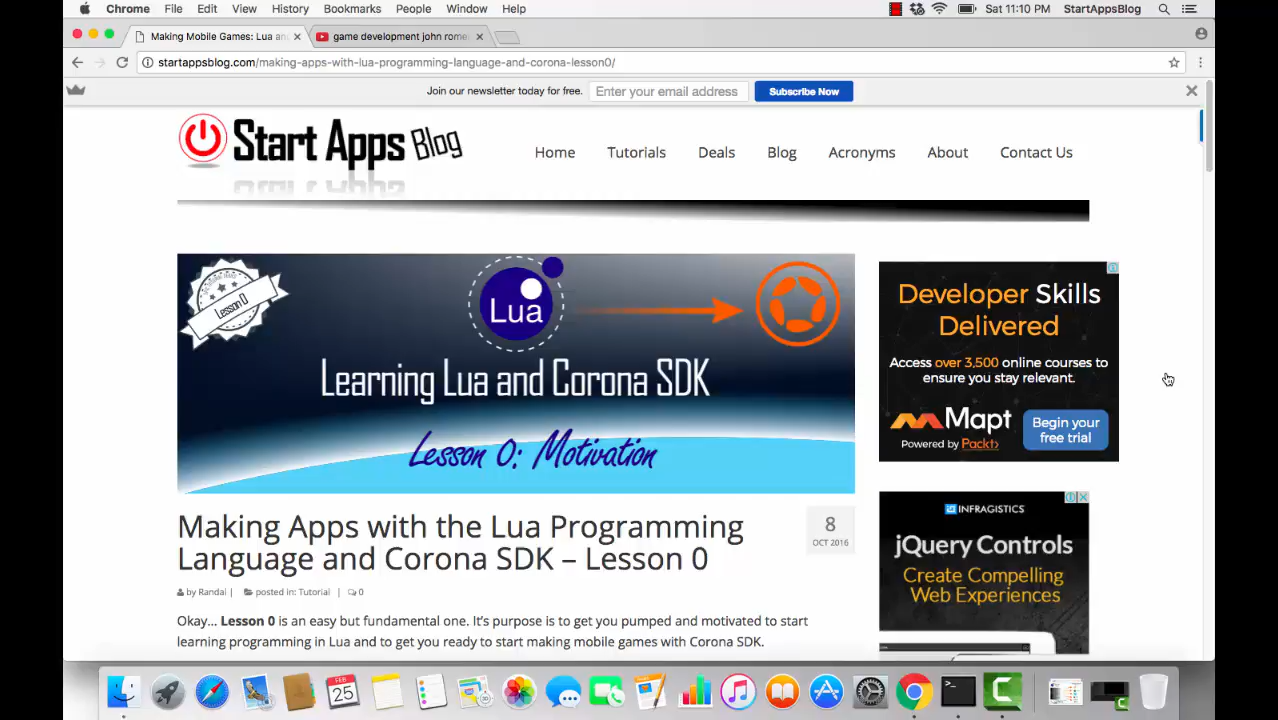 Chrome File Edit View History Bookmarks People Window Help Sat 11:10 PM StartAppsBlog
Making Mobile Games: Lua an game development john rome
startappsblog.com/making-apps-with-lua-programming-language-and-corona-lesson0/
Join our newsletter today for free. Enter your email address Subscribe Now
Start Apps Blog
Home Tutorials Deals Blog Acronyms About Contact Us
Lesson 0
Lua
Learning Lua and Corona SDK
Lesson 0: Motivation
Developer Skills
Delivered
Access over 3,500 online courses to
ensure you stay relevant.
Mapt
Powered by Packt>
Begin your
free trial
INFRAGISTICS
jQuery Controls
Create Compelling
Web Experiences
Making Apps with the Lua Programming
Language and Corona SDK – Lesson 0
8
OCT 2016
by Randal | posted in: Tutorial | 0
Okay... Lesson 0 is an easy but fundamental one. It's purpose is to get you pumped and motivated to start
learning programming in Lua and to get you ready to start making mobile games with Corona SDK.
FEB
25